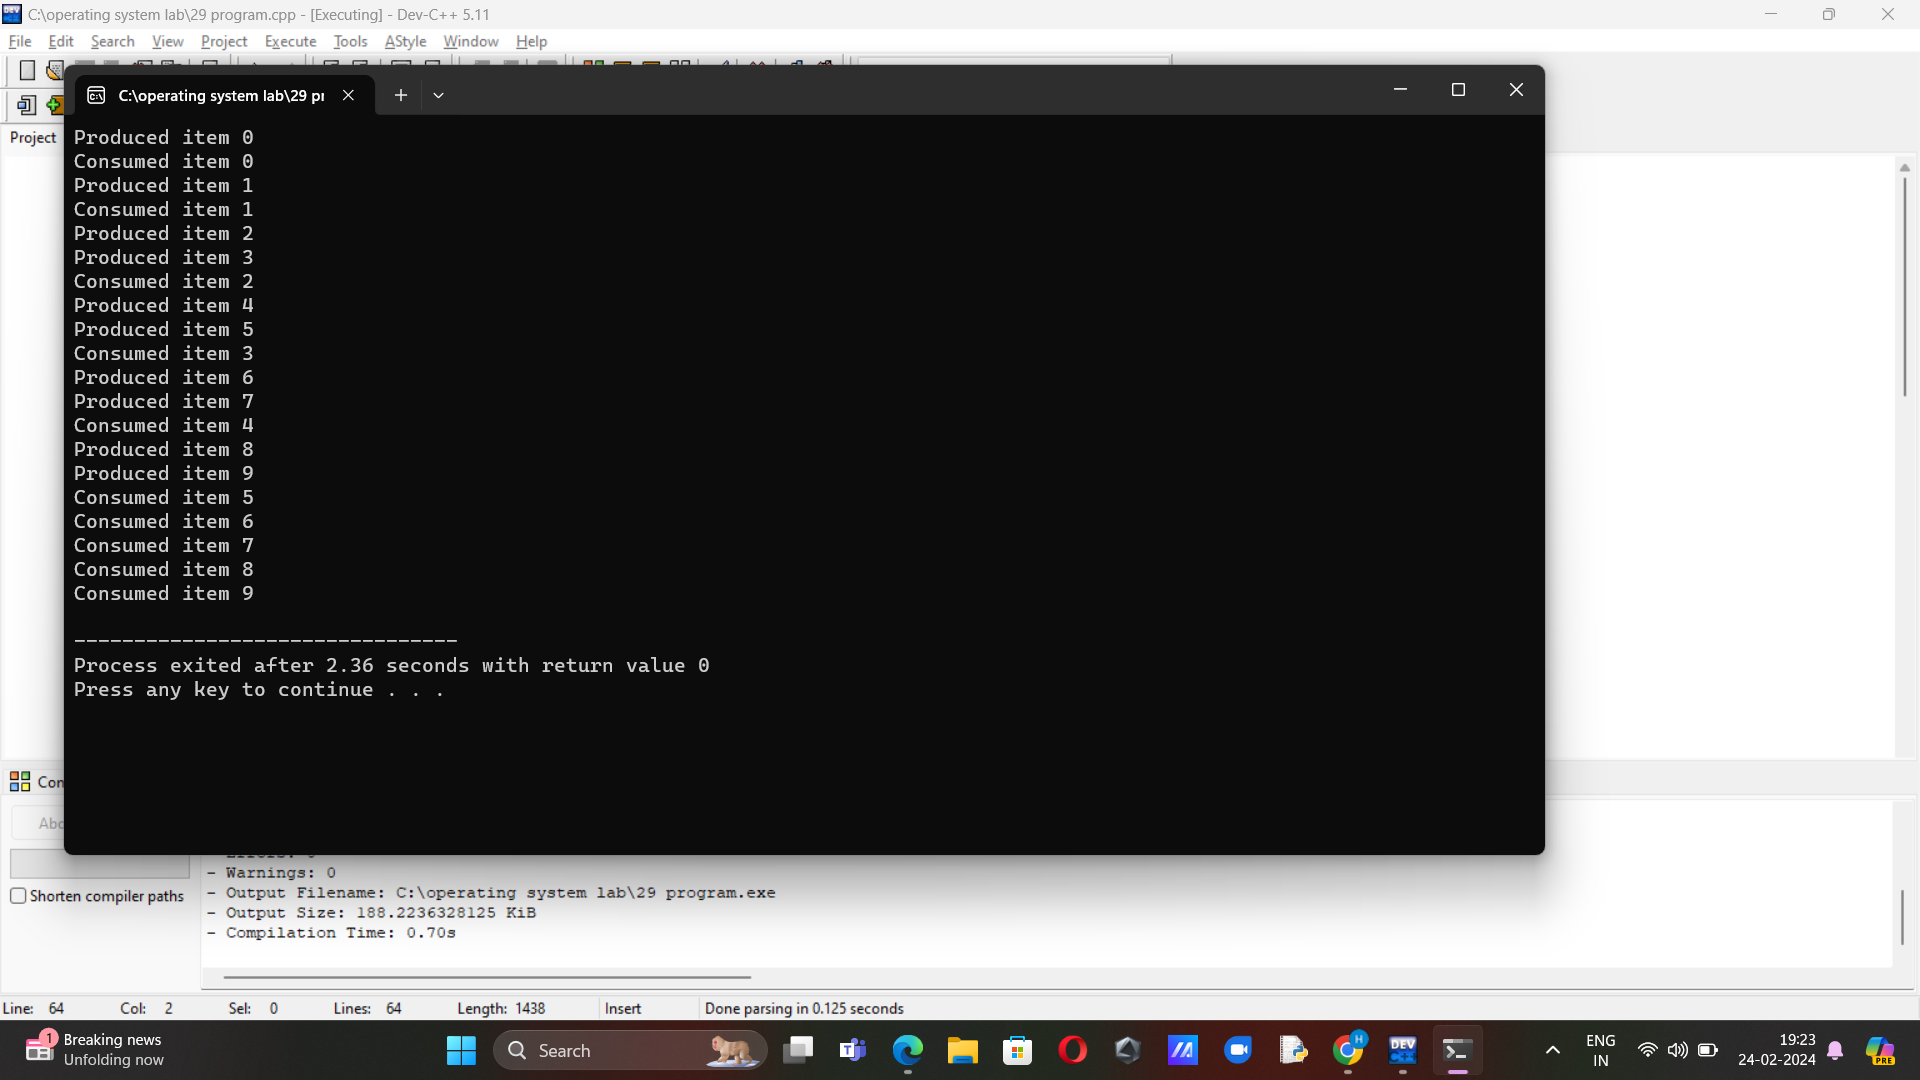 C:\operating system lab\29 program.cpp - [Executing] - Dev-C++ 5.11
File Edit Search View Project Execute Tools AStyle Window Help
C:\operating system lab\29 pr
Project
Produced item 0
Consumed item 0
Produced item 1
Consumed item 1
Produced item 2
Produced item 3
Consumed item 2
Produced item 4
Produced item 5
Consumed item 3
Produced item 6
Produced item 7
Consumed item 4
Produced item 8
Produced item 9
Consumed item 5
Consumed item 6
Consumed item 7
Consumed item 8
Consumed item 9
--------------------------------
Process exited after 2.36 seconds with return value 0
Press any key to continue . . .
- Warnings: 0
- Output Filename: C:\operating system lab\29 program.exe
- Output Size: 188.2236328125 KiB
- Compilation Time: 0.70s
Shorten compiler paths
Line: 64 Col: 2 Sel: 0 Lines: 64 Length: 1438 Insert Done parsing in 0.125 seconds
1
Breaking news
Unfolding now
Search
H
DEV
C++
ENG
IN
19:23
24-02-2024
PRE